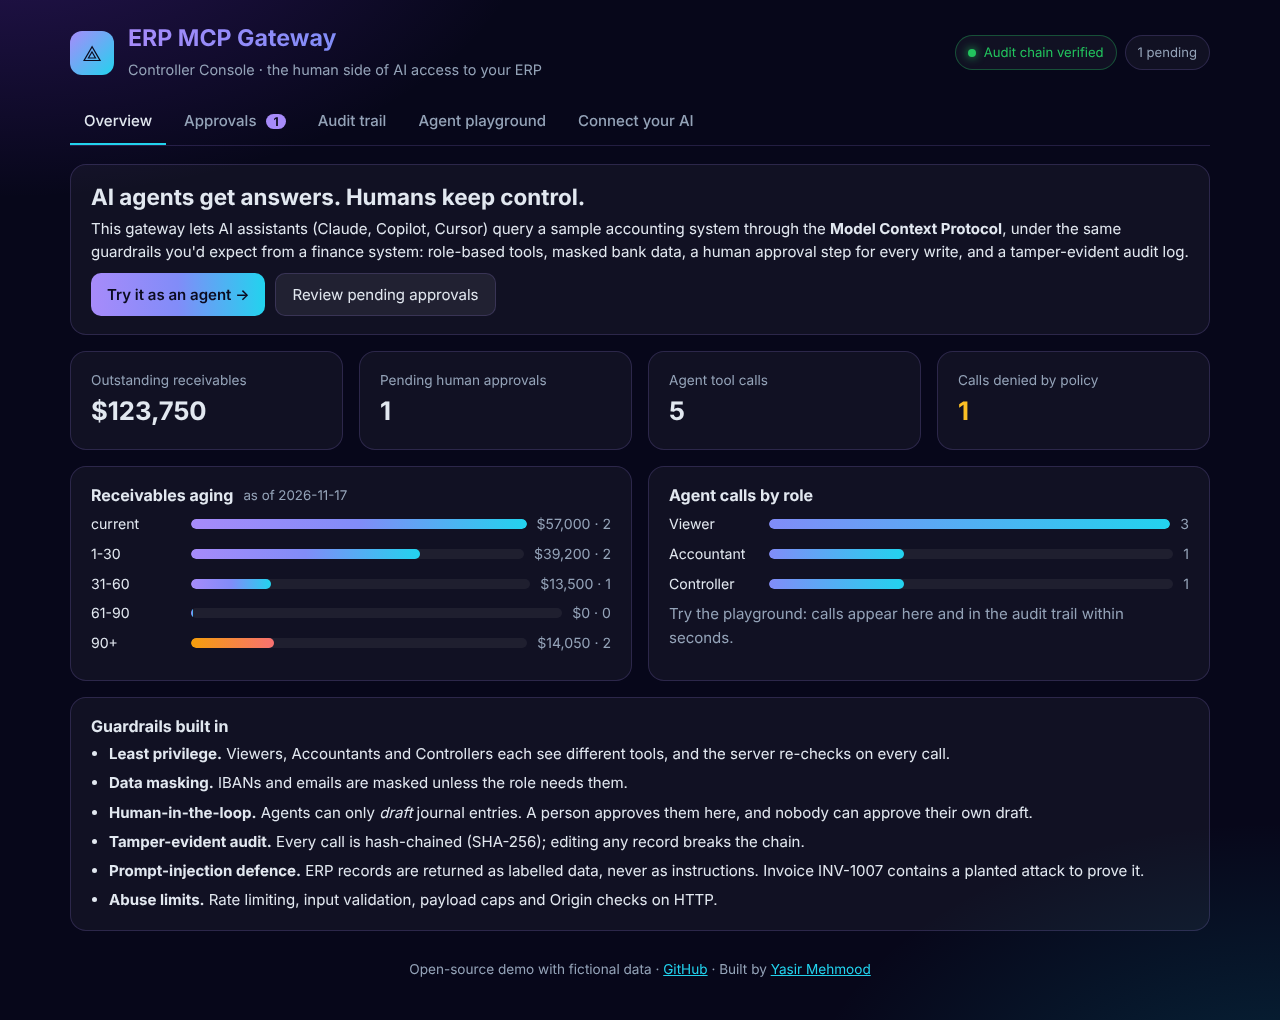 ERP MCP Gateway
Controller Console · the human side of AI access to your ERP
Audit chain verified
1 pending
Overview
Approvals 1
Audit trail
Agent playground
Connect your AI
AI agents get answers. Humans keep control.
This gateway lets AI assistants (Claude, Copilot, Cursor) query a sample accounting system through the Model Context Protocol, under the same
guardrails you'd expect from a finance system: role-based tools, masked bank data, a human approval step for every write, and a tamper-evident audit log.
Try it as an agent →
Review pending approvals
Outstanding receivables
$123,750
Pending human approvals
1
Agent tool calls
5
Calls denied by policy
1
Receivables aging as of 2026-11-17
current $57,000 · 2
1-30 $39,200 · 2
31-60 $13,500 · 1
61-90 $0 · 0
90+ $14,050 · 2
Agent calls by role
Viewer 3
Accountant 1
Controller 1
Try the playground: calls appear here and in the audit trail within
seconds.
Guardrails built in
• Least privilege. Viewers, Accountants and Controllers each see different tools, and the server re-checks on every call.
• Data masking. IBANs and emails are masked unless the role needs them.
• Human-in-the-loop. Agents can only draft journal entries. A person approves them here, and nobody can approve their own draft.
• Tamper-evident audit. Every call is hash-chained (SHA-256); editing any record breaks the chain.
• Prompt-injection defence. ERP records are returned as labelled data, never as instructions. Invoice INV-1007 contains a planted attack to prove it.
• Abuse limits. Rate limiting, input validation, payload caps and Origin checks on HTTP.
Open-source demo with fictional data · GitHub · Built by Yasir Mehmood